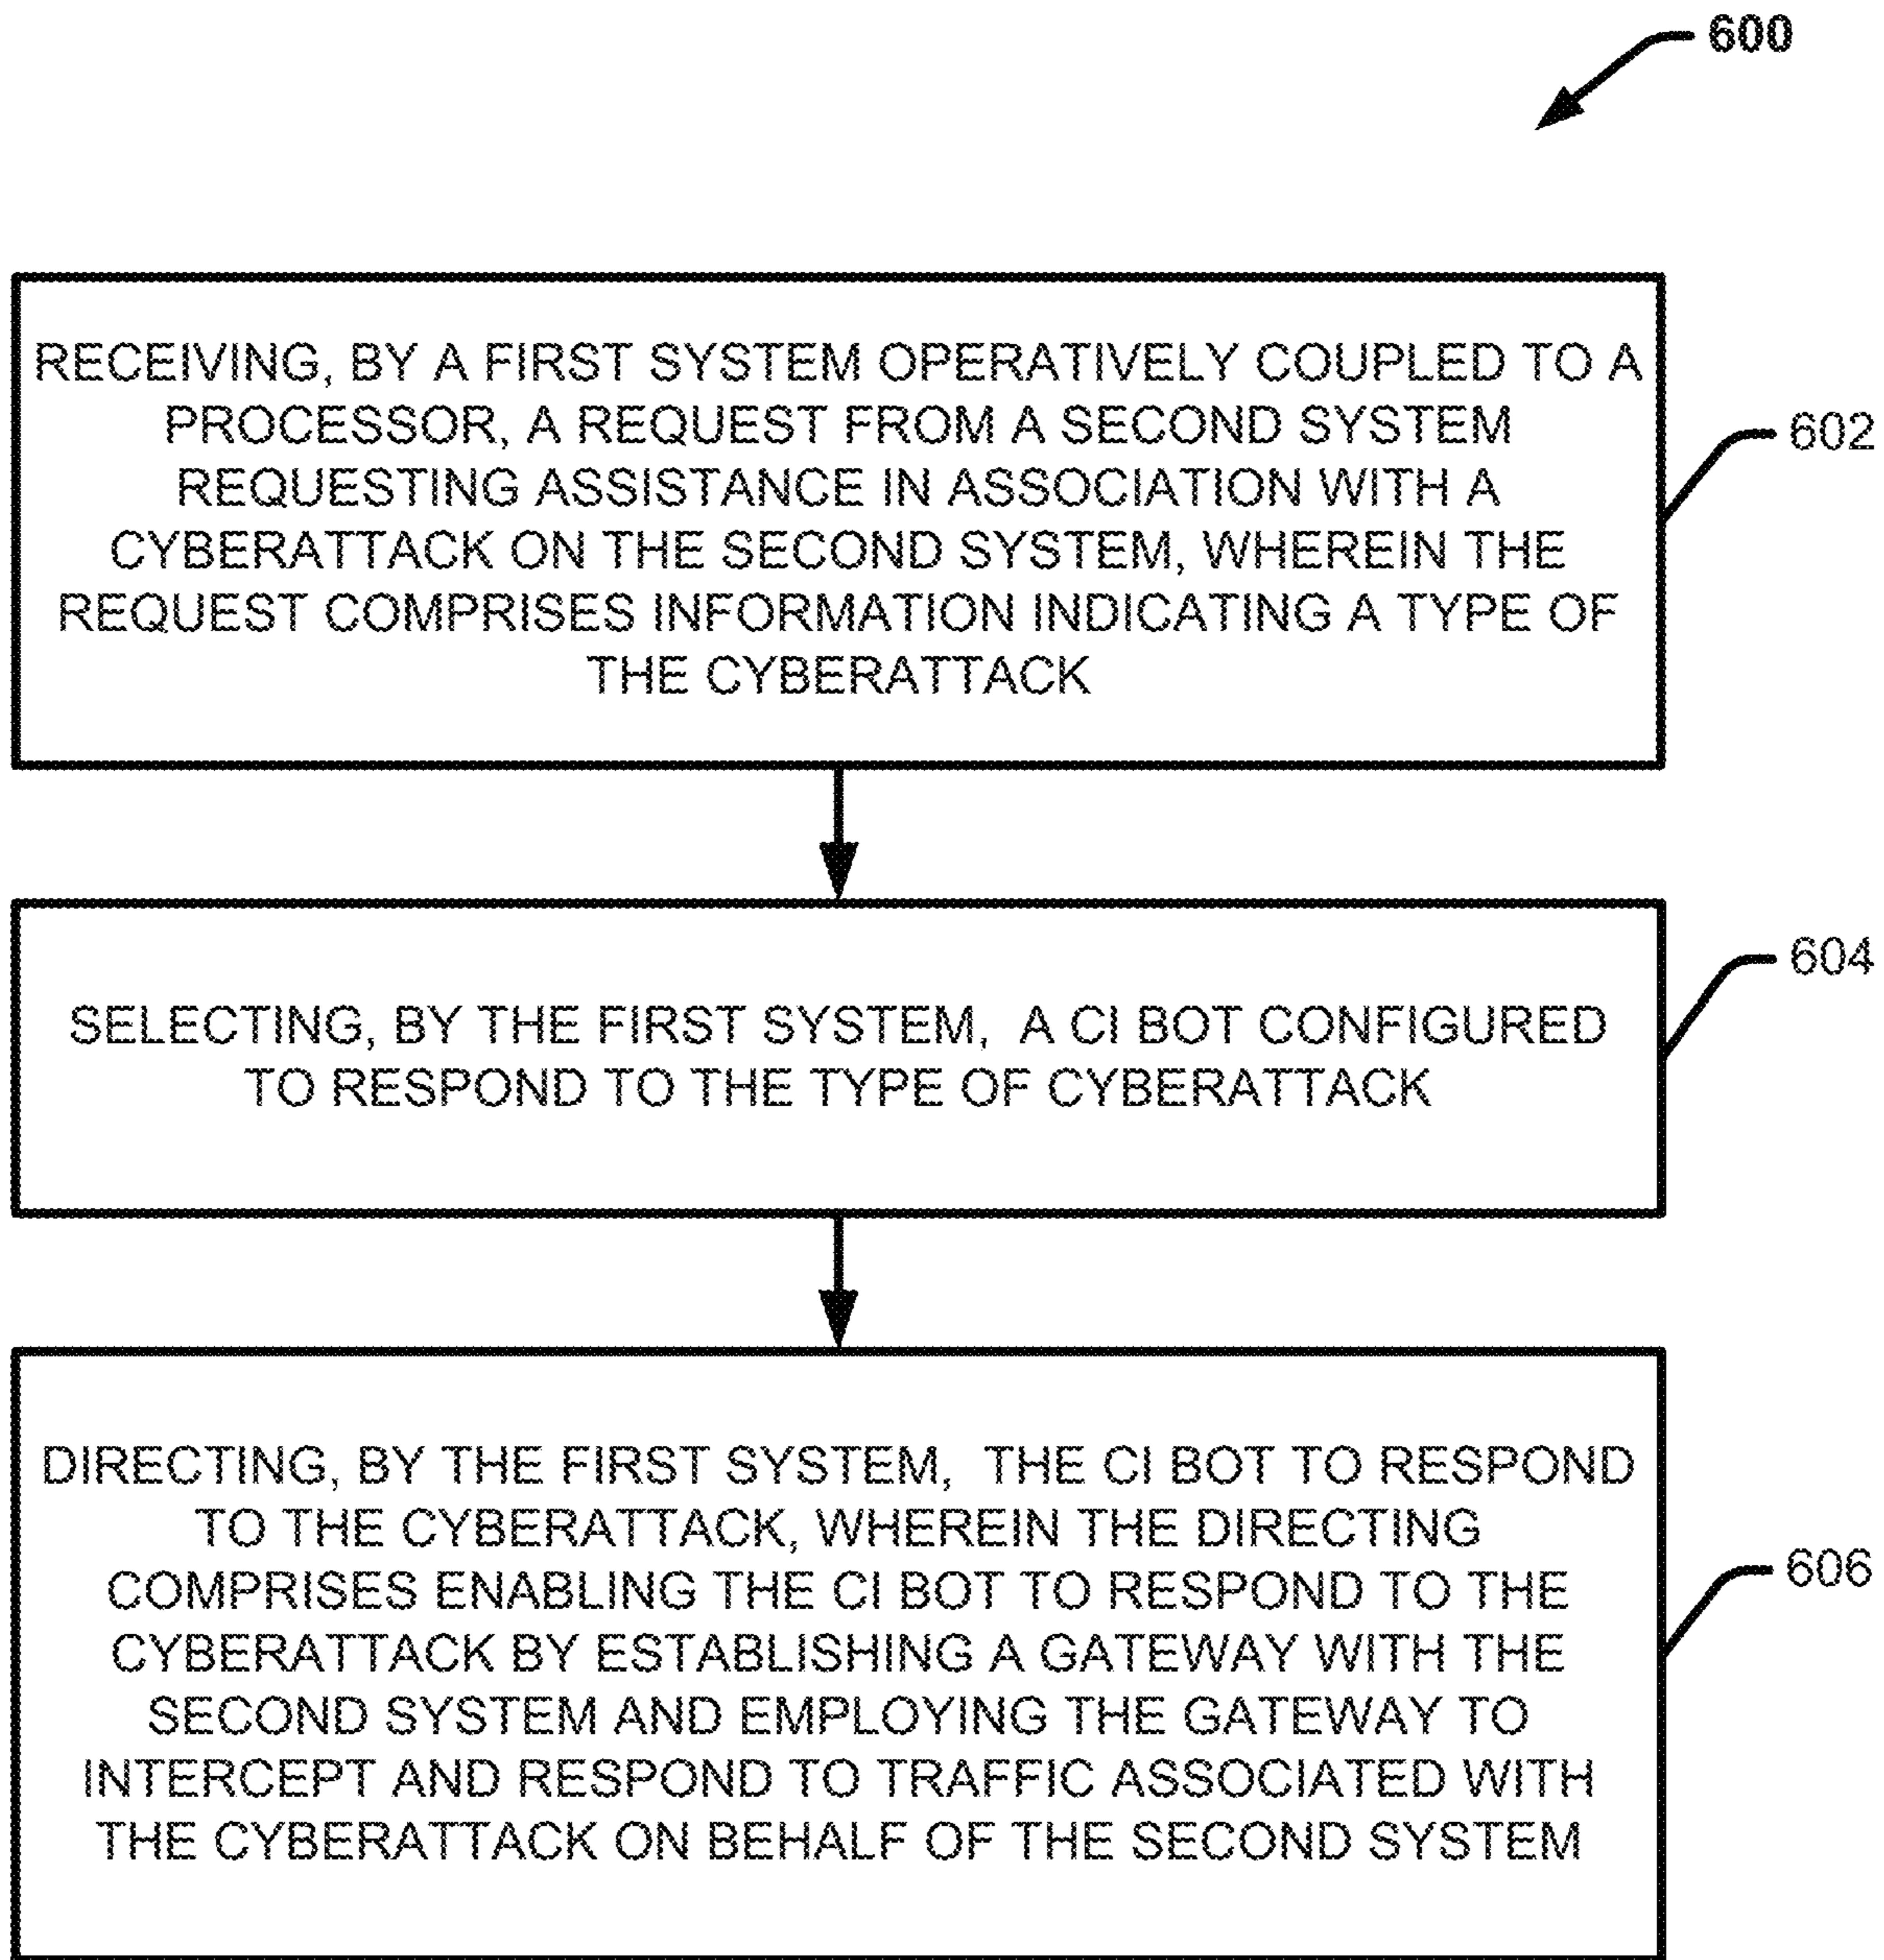 600
RECEIVING, BY A FIRST SYSTEM OPERATIVELY COUPLED TO A
PROCESSOR, A REQUEST FROM A SECOND SYSTEM
REQUESTING ASSISTANCE IN ASSOCIATION WITH A
CYBERATTACK ON THE SECOND SYSTEM, WHEREIN THE
REQUEST COMPRISES INFORMATION INDICATING A TYPE OF
THE CYBERATTACK
602
SELECTING, BY THE FIRST SYSTEM, A CI BOT CONFIGURED
TO RESPOND TO THE TYPE OF CYBERATTACK
604
DIRECTING, BY THE FIRST SYSTEM, THE CI BOT TO RESPOND
TO THE CYBERATTACK, WHEREIN THE DIRECTING
COMPRISES ENABLING THE CI BOT TO RESPOND TO THE
CYBERATTACK BY ESTABLISHING A GATEWAY WITH THE
SECOND SYSTEM AND EMPLOYING THE GATEWAY TO
INTERCEPT AND RESPOND TO TRAFFIC ASSOCIATED WITH
THE CYBERATTACK ON BEHALF OF THE SECOND SYSTEM
606